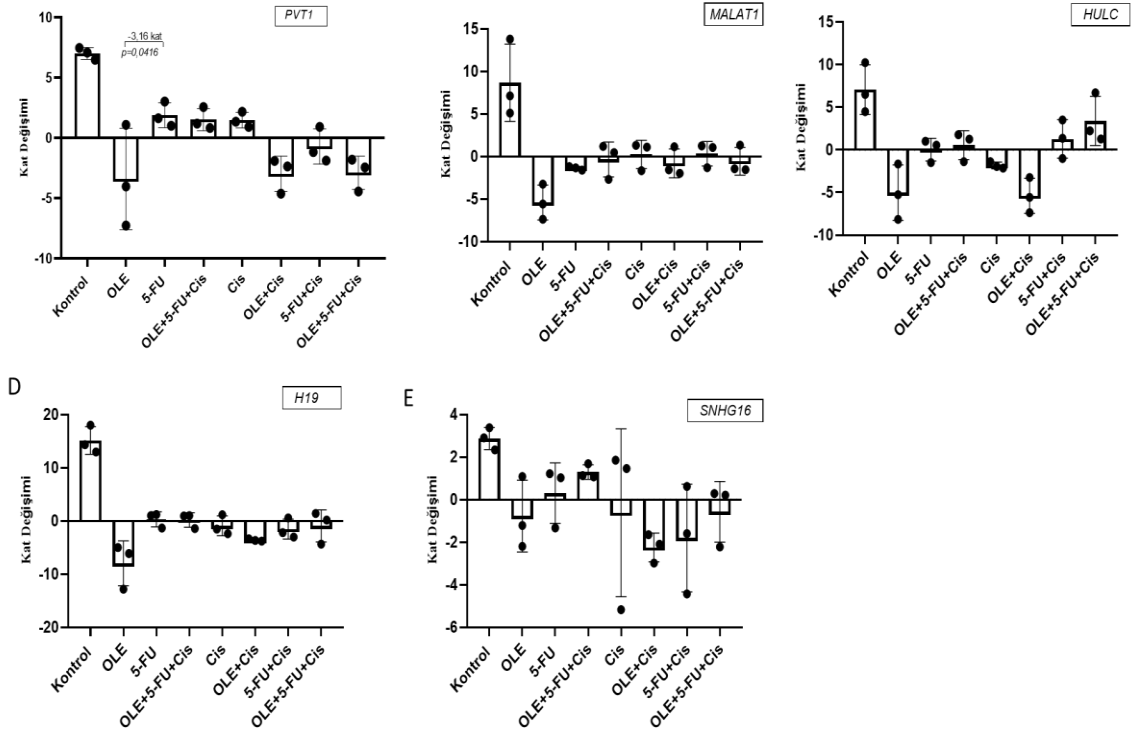 PVT1
10
5
0
-5
-10
Kat Değişimi
-3,16 kat
p=0,0416
Kontrol
OLE
5-FU
OLE+5-FU+Cis
Cis
OLE+Cis
5-FU+Cis
OLE+5-FU+Cis
MALAT1
15
10
5
0
-5
-10
Kat Değişimi
Kontrol
OLE
5-FU
OLE+5-FU+Cis
Cis
OLE+Cis
5-FU+Cis
OLE+5-FU+Cis
HULC
15
10
5
0
-5
-10
Kat Değişimi
Kontrol
OLE
5-FU
OLE+5-FU+Cis
Cis
OLE+Cis
5-FU+Cis
OLE+5-FU+Cis
D
H19
20
10
0
-10
-20
Kat Değişimi
Kontrol
OLE
5-FU
OLE+5-FU+Cis
Cis
OLE+Cis
5-FU+Cis
OLE+5-FU+Cis
E
SNHG16
4
2
0
-2
-4
-6
Kat Değişimi
Kontrol
OLE
5-FU
OLE+5-FU+Cis
Cis
OLE+Cis
5-FU+Cis
OLE+5-FU+Cis